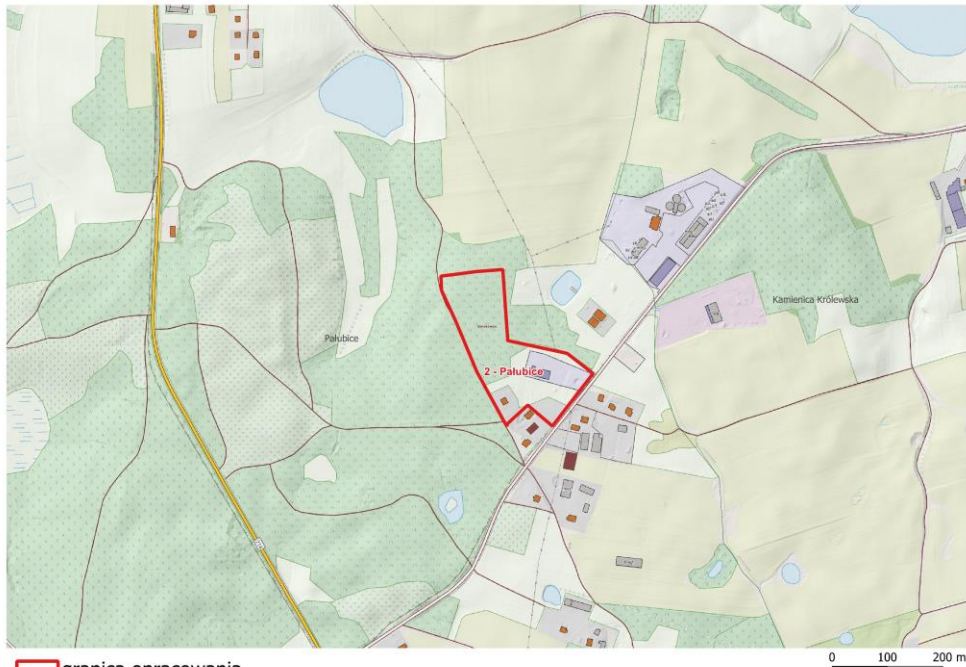 Kamienica Królewska
Pałubice
2 - Pałubice
granica opracowania
0 100 200 m